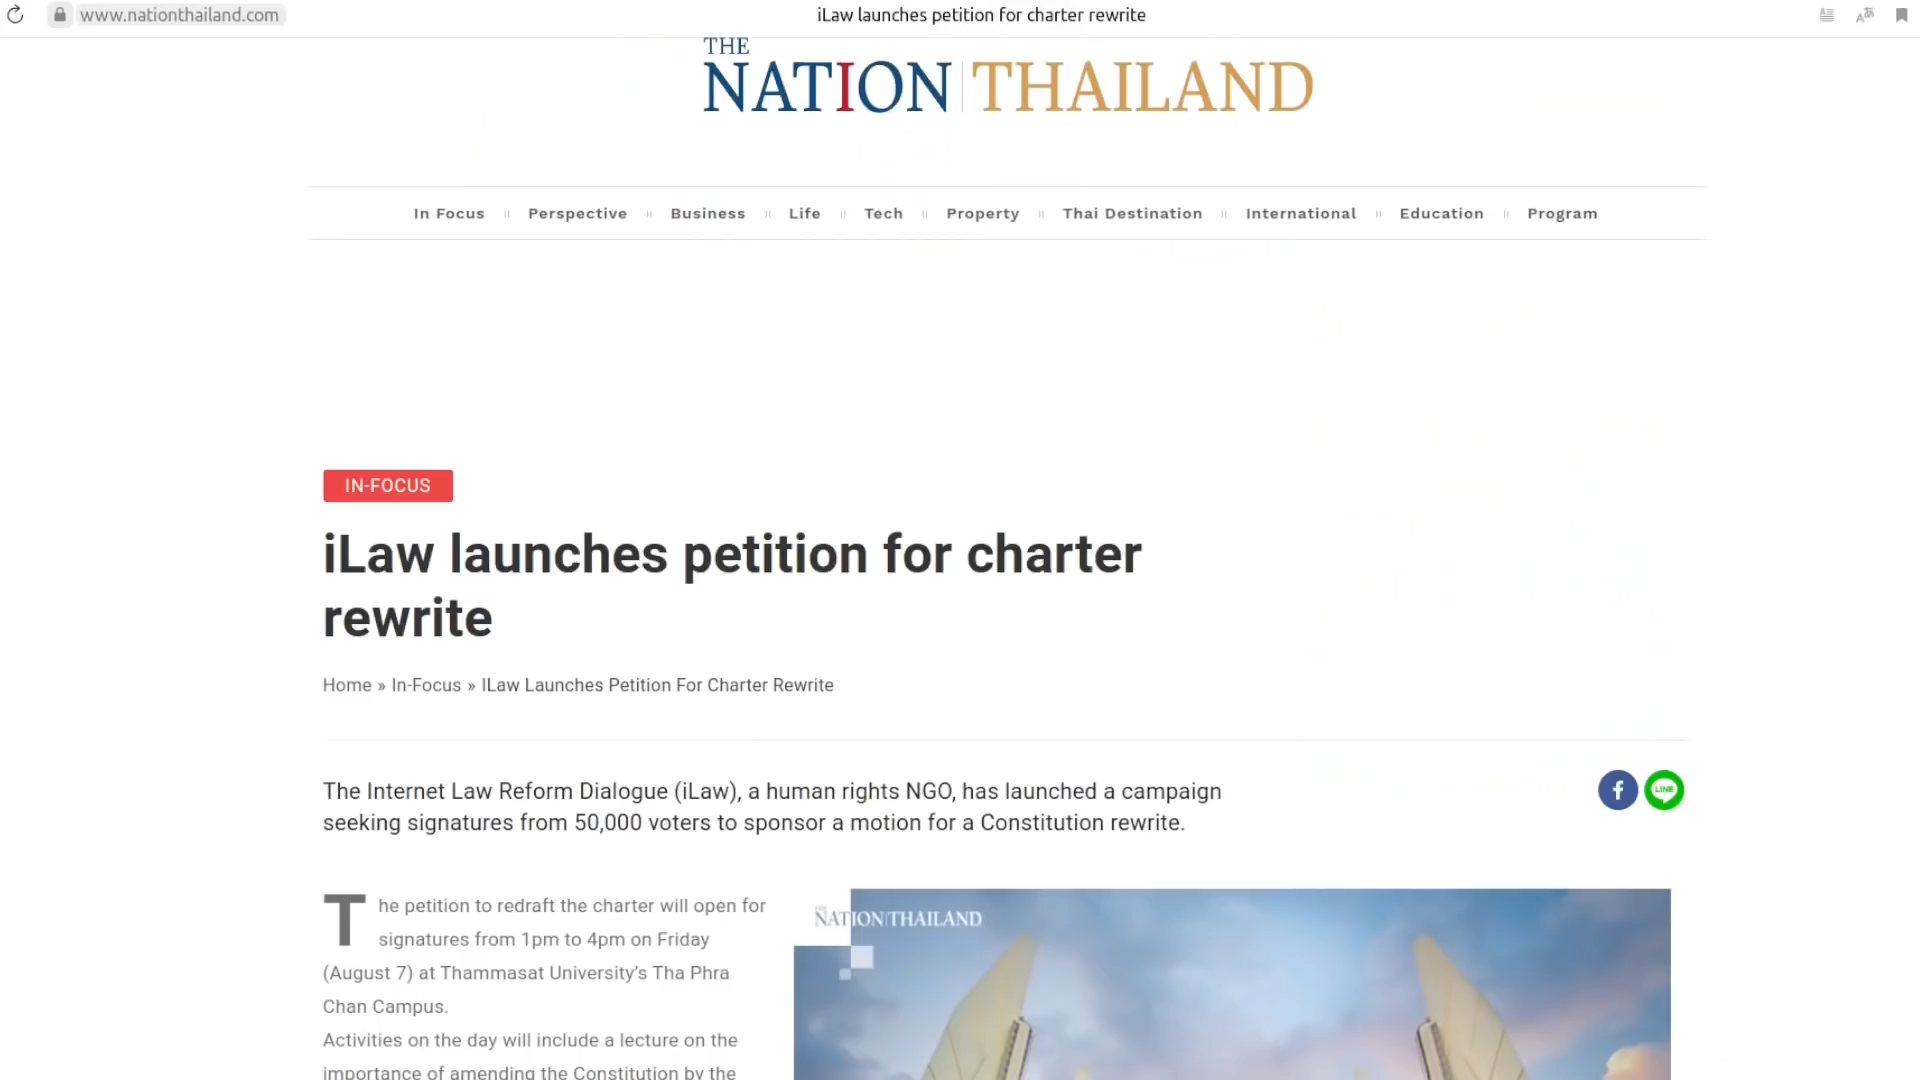 www.nationthailand.com
iLaw launches petition for charter rewrite
THE
NATION THAILAND
In Focus
Perspective
Business
Life
Tech
Property
Thai Destination
International
Education
Program
IN-FOCUS
iLaw launches petition for charter
rewrite
Home » In-Focus » ILaw Launches Petition For Charter Rewrite
The Internet Law Reform Dialogue (iLaw), a human rights NGO, has launched a campaign
seeking signatures from 50,000 voters to sponsor a motion for a Constitution rewrite.
LINE
The petition to redraft the charter will open for
signatures from 1pm to 4pm on Friday
(August 7) at Thammasat University’s Tha Phra
Chan Campus.
Activities on the day will include a lecture on the
importance of amending the Constitution by the
THE
NATION THAILAND